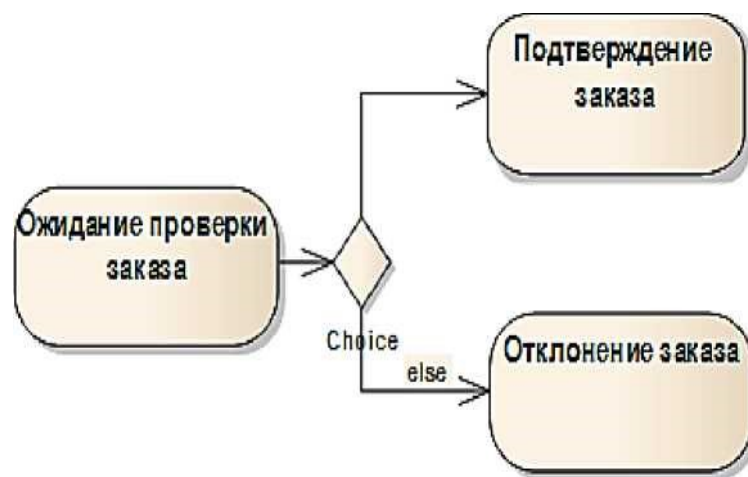 Подтверждение
заказа
Ожидание проверки
заказа
Choice
else
Отклонение заказа